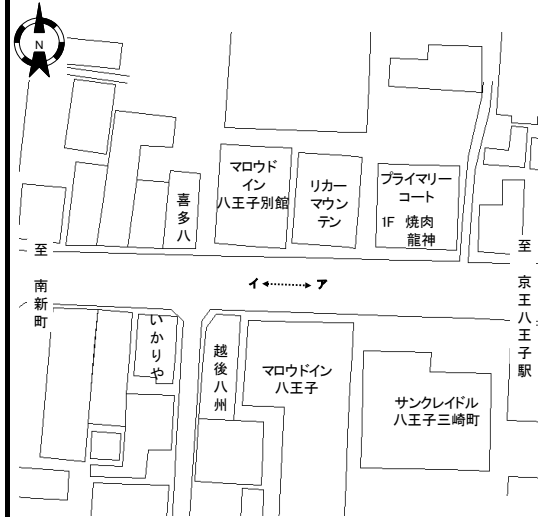 N
マロウド
イン
八王子別館
リカー
マウン
テン
プライマリー
コート
1F 焼肉
龍神
喜多八
至 南新町
至 京王八王子駅
イ ア
いかりや
越後八州
マロウドイン
八王子
サンクレイドル
八王子三崎町